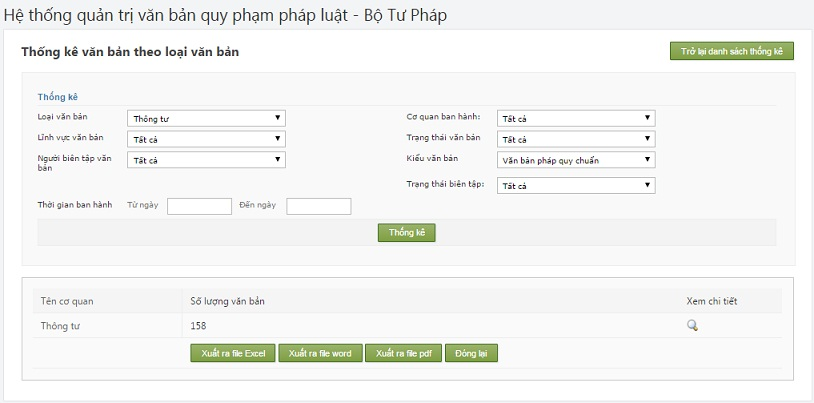 Hệ thống quản trị văn bản quy phạm pháp luật - Bộ Tư Pháp
Thống kê văn bản theo loại văn bản
Trở lại danh sách thống kê
Thống kê
Loại văn bản Thông tư Cơ quan ban hành: Tất cả
Lĩnh vực văn bản Tất cả Trạng thái văn bản Tất cả
Người biên tập văn bản Tất cả Kiểu văn bản Văn bản pháp quy chuẩn
Trạng thái biên tập: Tất cả
Thời gian ban hành Từ ngày Đến ngày
Thống kê
Tên cơ quan Số lượng văn bản Xem chi tiết
Thông tư 158
Xuất ra file Excel Xuất ra file word Xuất ra file pdf Đóng lại